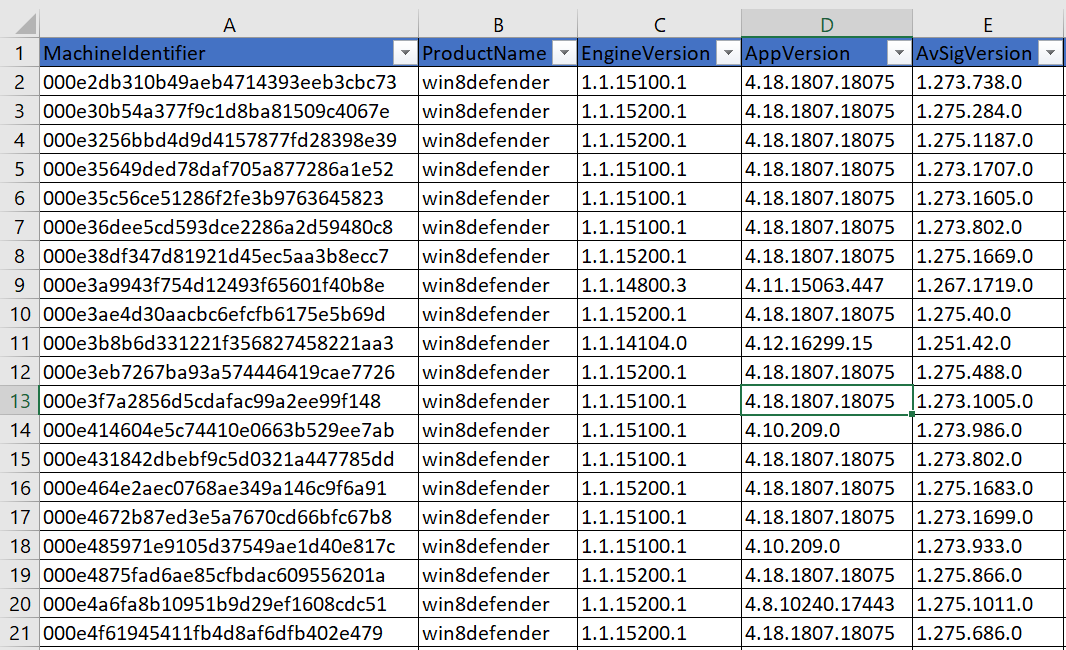 A B C D E
1 MachineIdentifier ProductName EngineVersion AppVersion AvSigVersion
2 000e2db310b49aeb4714393eeb3cbc73 win8defender 1.1.15100.1 4.18.1807.18075 1.273.738.0
3 000e30b54a377f9c1d8ba81509c4067e win8defender 1.1.15200.1 4.18.1807.18075 1.275.284.0
4 000e3256bbd4d9d4157877fd28398e39 win8defender 1.1.15200.1 4.18.1807.18075 1.275.1187.0
5 000e35649ded78daf705a877286a1e52 win8defender 1.1.15100.1 4.18.1807.18075 1.273.1707.0
6 000e35c56ce51286f2fe3b9763645823 win8defender 1.1.15100.1 4.18.1807.18075 1.273.1605.0
7 000e36dee5cd593dce2286a2d59480c8 win8defender 1.1.15100.1 4.18.1807.18075 1.273.802.0
8 000e38df347d81921d45ec5aa3b8ecc7 win8defender 1.1.15200.1 4.18.1807.18075 1.275.1669.0
9 000e3a9943f754d12493f65601f40b8e win8defender 1.1.14800.3 4.11.15063.447 1.267.1719.0
10 000e3ae4d30aacbc6efcfb6175e5b69d win8defender 1.1.15200.1 4.18.1807.18075 1.275.40.0
11 000e3b8b6d331221f356827458221aa3 win8defender 1.1.14104.0 4.12.16299.15 1.251.42.0
12 000e3eb7267ba93a574446419cae7726 win8defender 1.1.15200.1 4.18.1807.18075 1.275.488.0
13 000e3f7a2856d5cdafac99a2ee99f148 win8defender 1.1.15100.1 4.18.1807.18075 1.273.1005.0
14 000e414604e5c74410e0663b529ee7ab win8defender 1.1.15100.1 4.10.209.0 1.273.986.0
15 000e431842dbebf9c5d0321a447785dd win8defender 1.1.15100.1 4.18.1807.18075 1.273.802.0
16 000e464e2aec0768ae349a146c9f6a91 win8defender 1.1.15200.1 4.18.1807.18075 1.275.1683.0
17 000e4672b87ed3e5a7670cd66bfc67b8 win8defender 1.1.15100.1 4.18.1807.18075 1.273.1699.0
18 000e485971e9105d37549ae1d40e817c win8defender 1.1.15100.1 4.10.209.0 1.273.933.0
19 000e4875fad6ae85cfbdac609556201a win8defender 1.1.15200.1 4.18.1807.18075 1.275.866.0
20 000e4a6fa8b10951b9d29ef1608cdc51 win8defender 1.1.15200.1 4.8.10240.17443 1.275.1011.0
21 000e4f61945411fb4d8af6dfb402e479 win8defender 1.1.15200.1 4.18.1807.18075 1.275.686.0